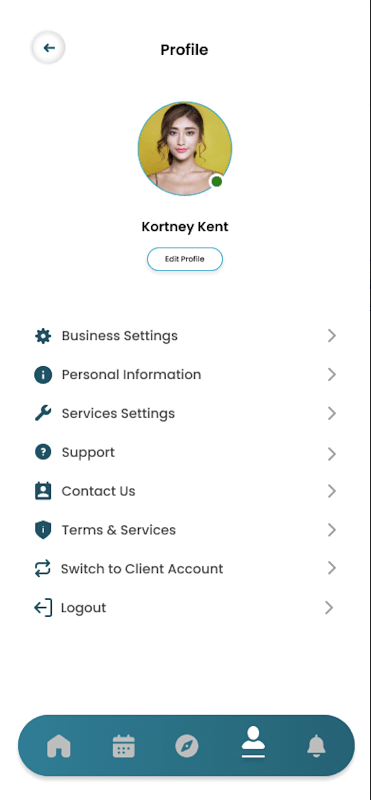 Profile
Kortney Kent
Edit Profile
Business Settings
Personal Information
Services Settings
Support
Contact Us
Terms & Services
Switch to Client Account
Logout